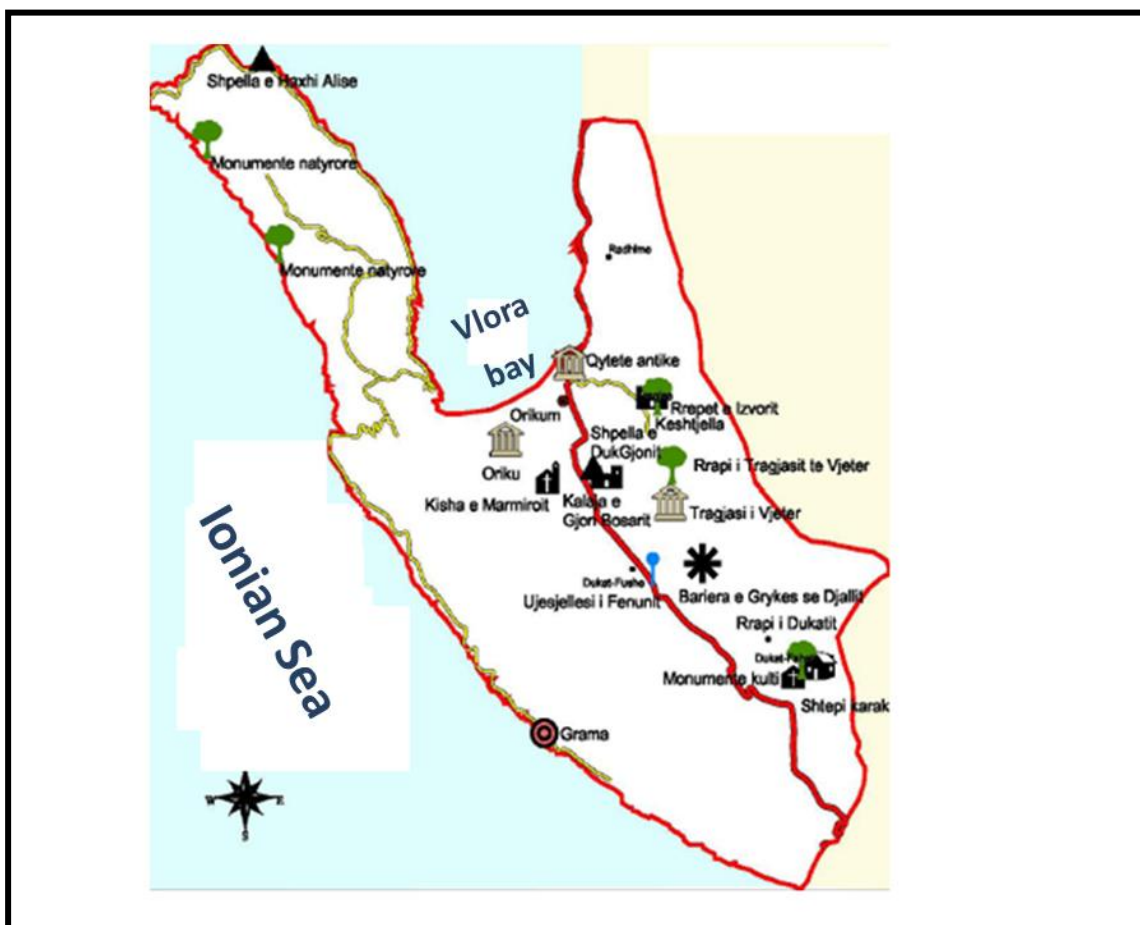 Shpella e Haxhi Alise
Monumente natyrore
Monumente natyrore
Radhime
Vlora
bay
Qytete antike
Rrepet e Izvorit
Keshtjella
Orikum
Shpella e
DukGjonit
Oriku
Rrapi i Tragjasit te Vjeter
Kisha e Marmiroit
Kalaja e
Gjon Bosarit
Tragjasi i Vjeter
Ionian Sea
Dukat-Fushe
Ujesjellesi i Fenunit
Bariera e Grykes se Djallit
Rrapi i Dukatit
Monumente kulti
Shtepi karak
Grama
W
E
S